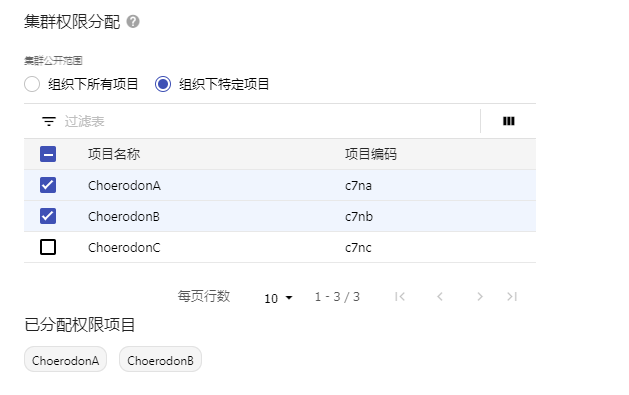 集群权限分配 ?
集群公开范围
组织下所有项目 组织下特定项目
过滤表
项目名称 项目编码
ChoerodonA c7na
ChoerodonB c7nb
ChoerodonC c7nc
每页行数 10 1 - 3 / 3
已分配权限项目
ChoerodonA ChoerodonB